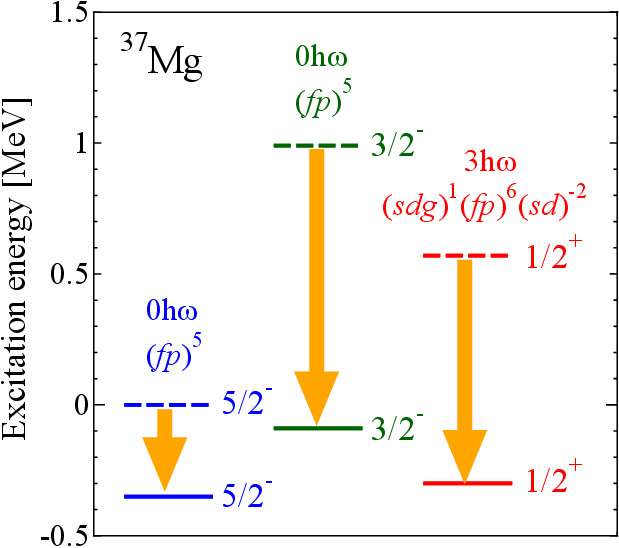 1.5
1
0.5
0
-0.5
Excitation energy [MeV]
³⁷Mg
0hω
(fp)⁵
3/2⁻
3hω
(sdg)¹(fp)⁶(sd)⁻²
1/2⁺
0hω
(fp)⁵
5/2⁻
3/2⁻
5/2⁻
1/2⁺